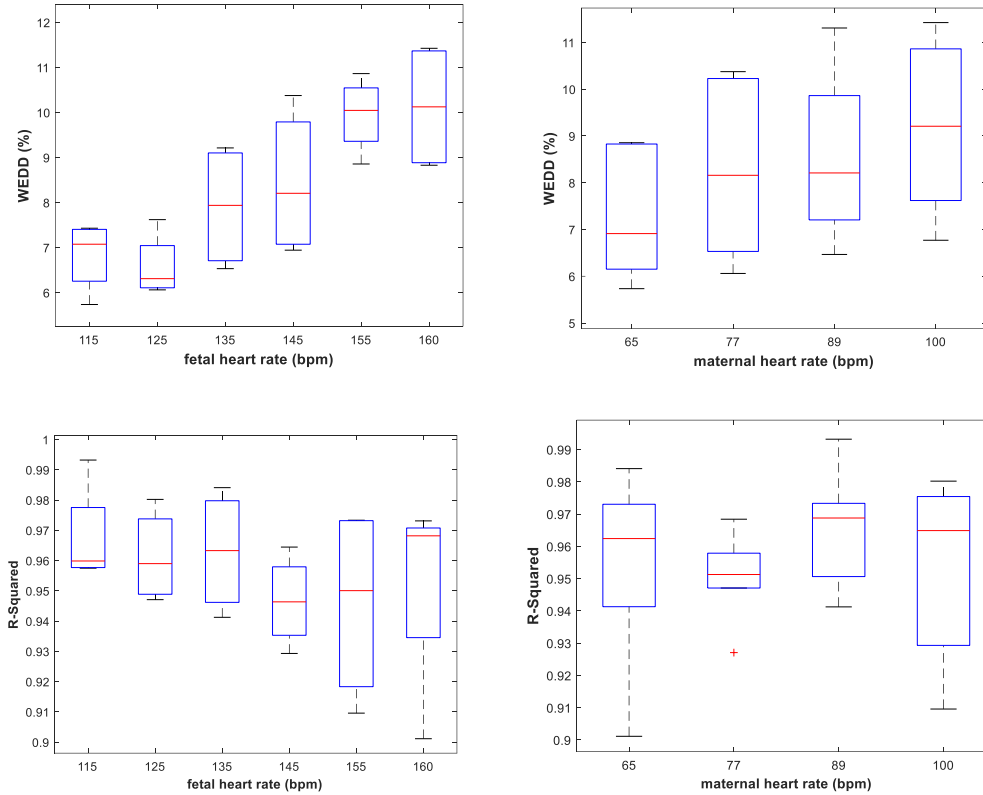 12
11
10
9
8
7
6
WEDD (%)
115 125 135 145 155 160
fetal heart rate (bpm)
11
10
9
8
7
6
5
WEDD (%)
65 77 89 100
maternal heart rate (bpm)
1
0.99
0.98
0.97
0.96
0.95
0.94
0.93
0.92
0.91
0.9
R-Squared
115 125 135 145 155 160
fetal heart rate (bpm)
0.99
0.98
0.97
0.96
0.95
0.94
0.93
0.92
0.91
0.9
R-Squared
65 77 89 100
maternal heart rate (bpm)